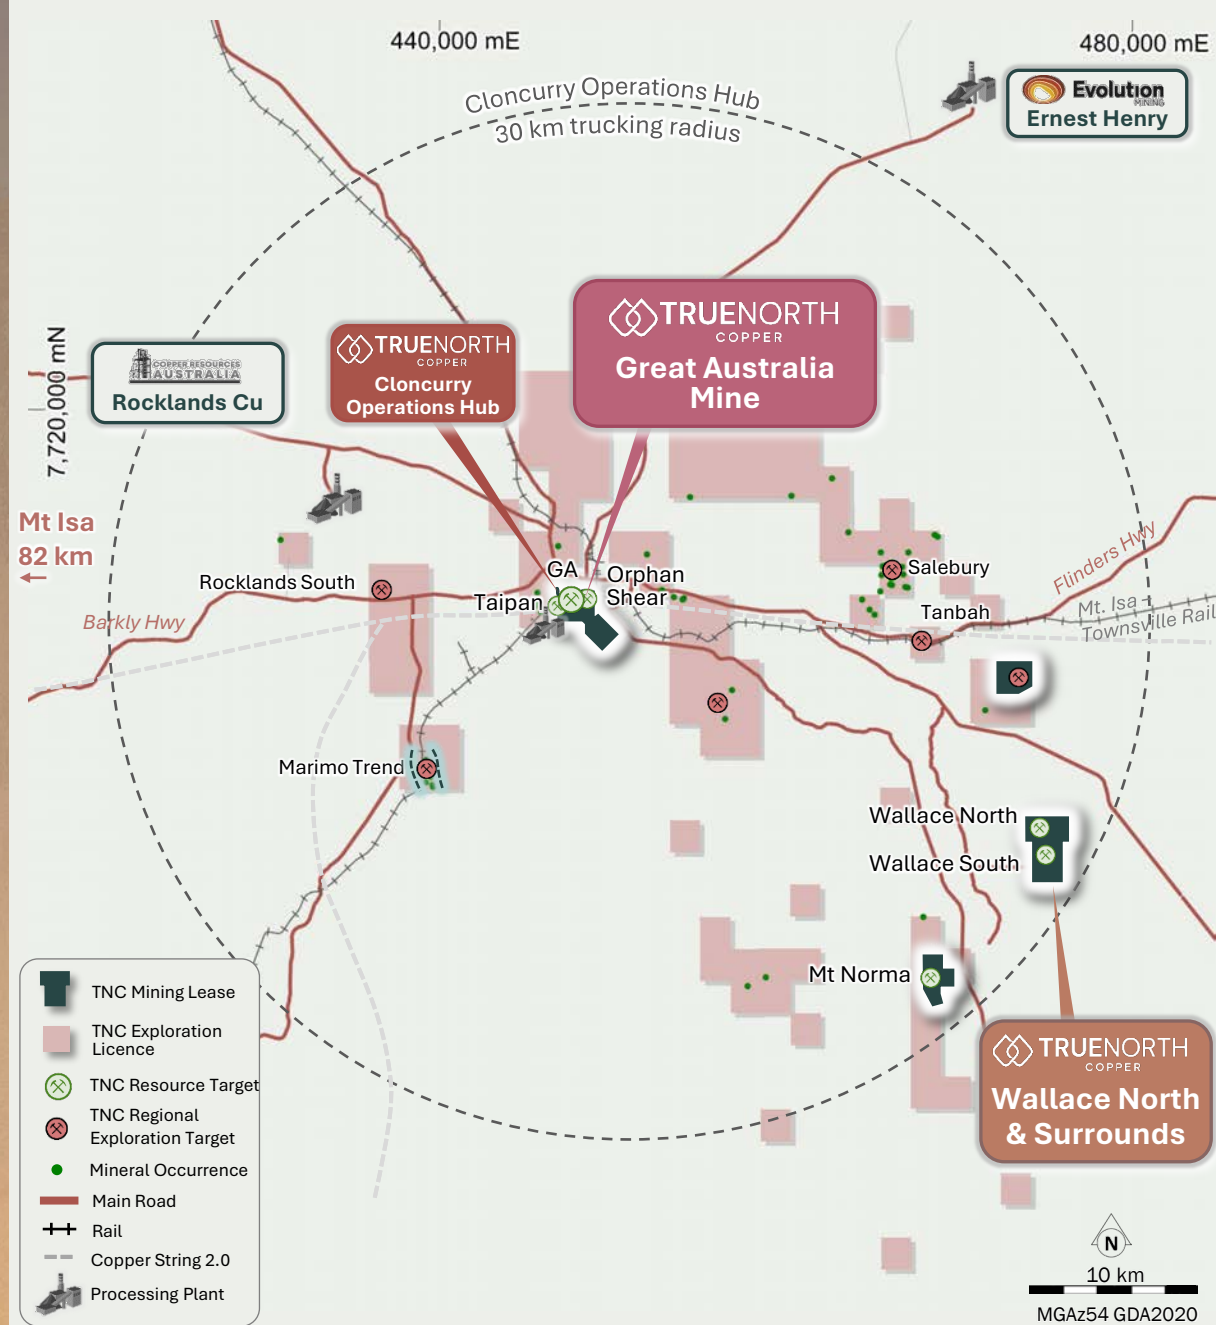 440,000 mE
480,000 mE
Cloncurry Operations Hub
30 km trucking radius
Evolution
MINING
Ernest Henry
7,720,000 mN
COPPER RESOURCES
AUSTRALIA
Rocklands Cu
TRUENORTH
COPPER
Cloncurry
Operations Hub
TRUENORTH
COPPER
Great Australia
Mine
Mt Isa
82 km
Rocklands South
Barkly Hwy
GA
Taipan
Orphan
Shear
Salebury
Flinders Hwy
Tanbah
Mt. Isa -
Townsville Rail
Marimo Trend
Wallace North
Wallace South
Mt Norma
TRUENORTH
COPPER
Wallace North
& Surrounds
TNC Mining Lease
TNC Exploration
Licence
TNC Resource Target
TNC Regional
Exploration Target
Mineral Occurrence
Main Road
Rail
Copper String 2.0
Processing Plant
N
10 km
MGAz54 GDA2020